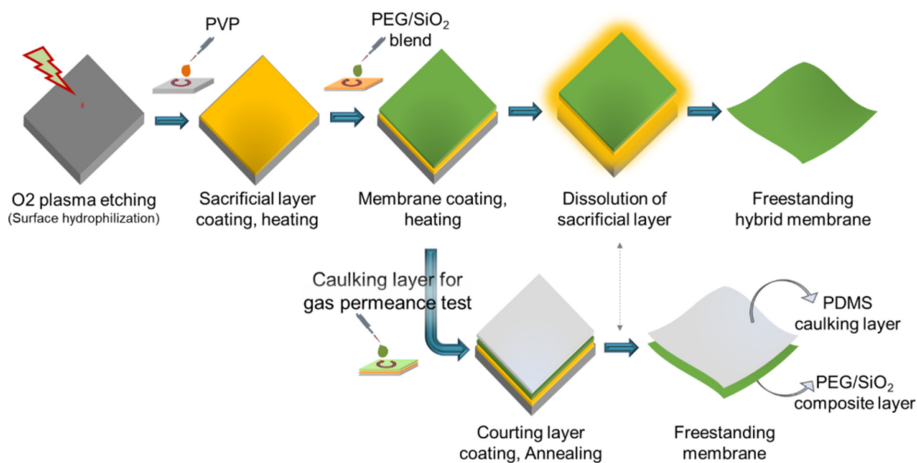 PVP
PEG/SiO₂
blend
O2 plasma etching
(Surface hydrophilization)
Sacrificial layer
coating, heating
Membrane coating,
heating
Dissolution of
sacrificial layer
Freestanding
hybrid membrane
Caulking layer for
gas permeance test
PDMS
caulking layer
PEG/SiO₂
composite layer
Courting layer
coating, Annealing
Freestanding
membrane